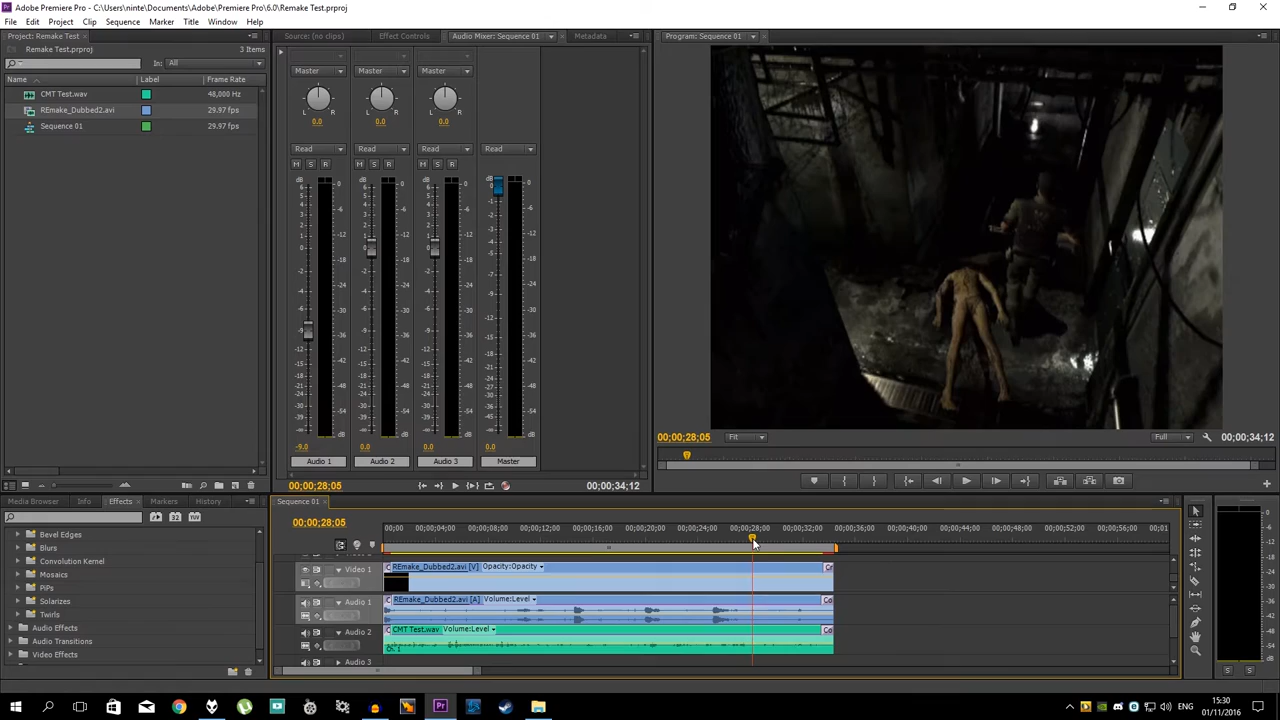 Adobe Premiere Pro - C:\Users\ninte\Documents\Adobe\Premiere Pro\6.0\Remake Test.prproj
File Edit Project Clip Sequence Marker Title Window Help
Project: Remake Test.prproj
Remake Test.prproj
3 Items
In: All
Name Label Frame Rate
CMT Test.wav 48,000 Hz
REmake_Dubbed2.avi 29.97 fps
Sequence 01 29.97 fps
Source: (no clips) Effect Controls Audio Mixer: Sequence 01 Metadata
Master Master Master
L R L R L R
0.0 0.0 0.0
Read Read Read Read
M S R M S R M S R
-9.0 0.0 0.0 0.0
Audio 1 Audio 2 Audio 3 Master
00;00;28;05 00;00;34;12
Program: Sequence 01
00;00;28;05 Fit Full 00;00;34;12
Media Browser Info Effects Markers History
Bevel Edges
Blurs
Convolution Kernel
Mosaics
PiPs
Solarizes
Twirls
Audio Effects
Audio Transitions
Video Effects
Sequence 01
00;00;28;05
00;00 00;00;04;00 00;00;08;00 00;00;12;00 00;00;16;00 00;00;20;00 00;00;24;00 00;00;28;00 00;00;32;00 00;00;36;00 00;00;40;00 00;00;44;00 00;00;48;00 00;00;52;00 00;00;56;00 00;01
Video 1 REmake_Dubbed2.avi [V] Opacity:Opacity
Audio 1 REmake_Dubbed2.avi [A] Volume:Level
Audio 2 CMT Test.wav Volume:Level
Audio 3
15:30
ENG
01/11/2016